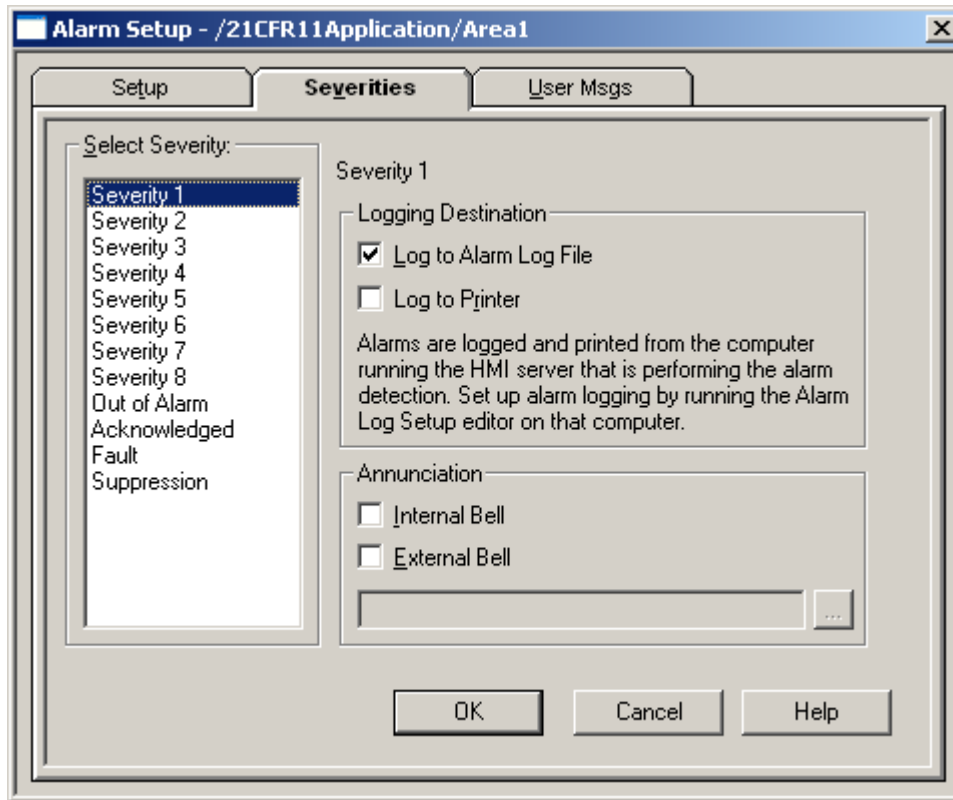 Alarm Setup - /21CFR11Application/Area1
Setup
Severities
User Msgs
Select Severity:
Severity 1
Severity 2
Severity 3
Severity 4
Severity 5
Severity 6
Severity 7
Severity 8
Out of Alarm
Acknowledged
Fault
Suppression
Severity 1
Logging Destination
Log to Alarm Log File
Log to Printer
Alarms are logged and printed from the computer
running the HMI server that is performing the alarm
detection. Set up alarm logging by running the Alarm
Log Setup editor on that computer.
Annunciation
Internal Bell
External Bell
...
OK
Cancel
Help